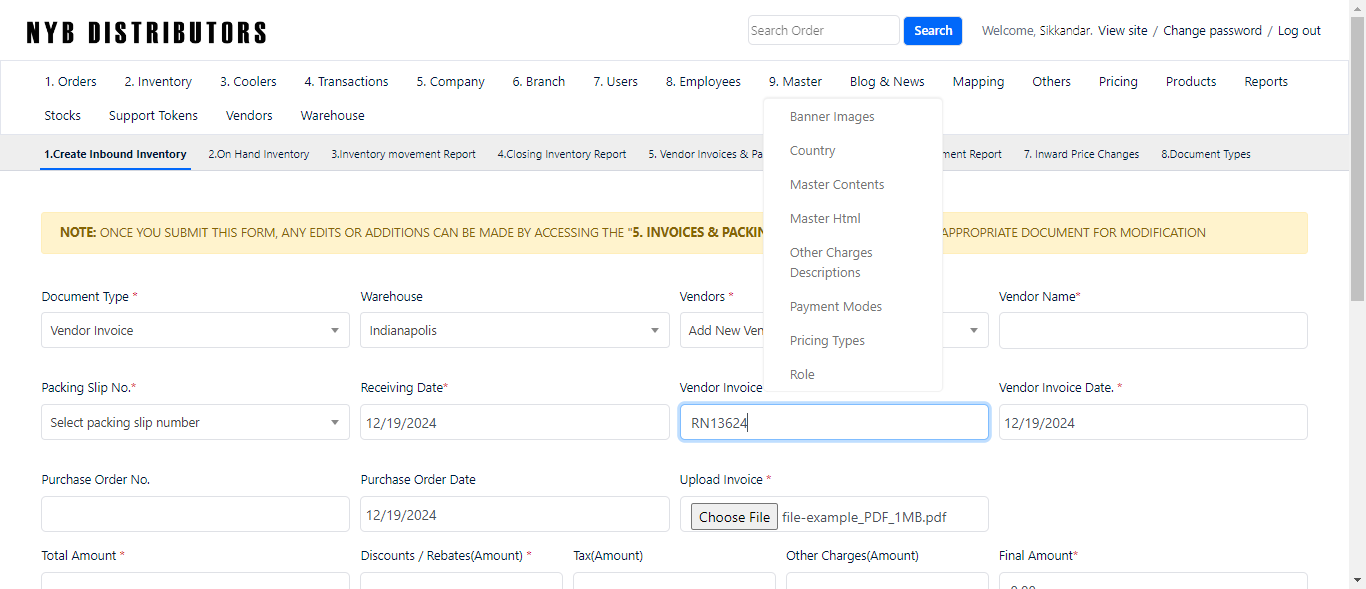 NYB DISTRIBUTORS
Search Order
Search
Welcome, Sikkandar. View site / Change password / Log out
1. Orders 2. Inventory 3. Coolers 4. Transactions 5. Company 6. Branch 7. Users 8. Employees 9. Master Blog & News Mapping Others Pricing Products Reports
Stocks Support Tokens Vendors Warehouse
Banner Images
Country
Master Contents
Master Html
Other Charges
Descriptions
Payment Modes
Pricing Types
Role
1.Create Inbound Inventory 2.On Hand Inventory 3.Inventory movement Report 4.Closing Inventory Report 5. Vendor Invoices & Pa ment Report 7. Inward Price Changes 8.Document Types
NOTE: ONCE YOU SUBMIT THIS FORM, ANY EDITS OR ADDITIONS CAN BE MADE BY ACCESSING THE "5. INVOICES & PACKIN APPROPRIATE DOCUMENT FOR MODIFICATION
Document Type * Warehouse Vendors * Vendor Name*
Vendor Invoice Indianapolis Add New Ven
Packing Slip No.* Receiving Date* Vendor Invoice Vendor Invoice Date. *
Select packing slip number 12/19/2024 RN13624 12/19/2024
Purchase Order No. Purchase Order Date Upload Invoice *
12/19/2024 Choose File file-example_PDF_1MB.pdf
Total Amount * Discounts / Rebates(Amount) * Tax(Amount) Other Charges(Amount) Final Amount*